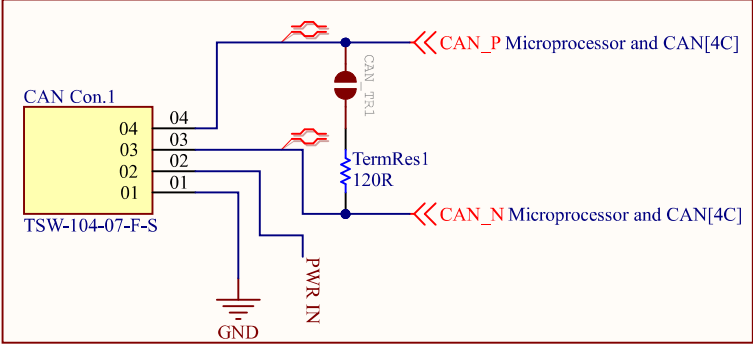 CAN_P Microprocessor and CAN[4C]
CAN_TR1
CAN Con.1
04 04
03 03
02 02
01 01
TSW-104-07-F-S
TermRes1
120R
CAN_N Microprocessor and CAN[4C]
PWR IN
GND